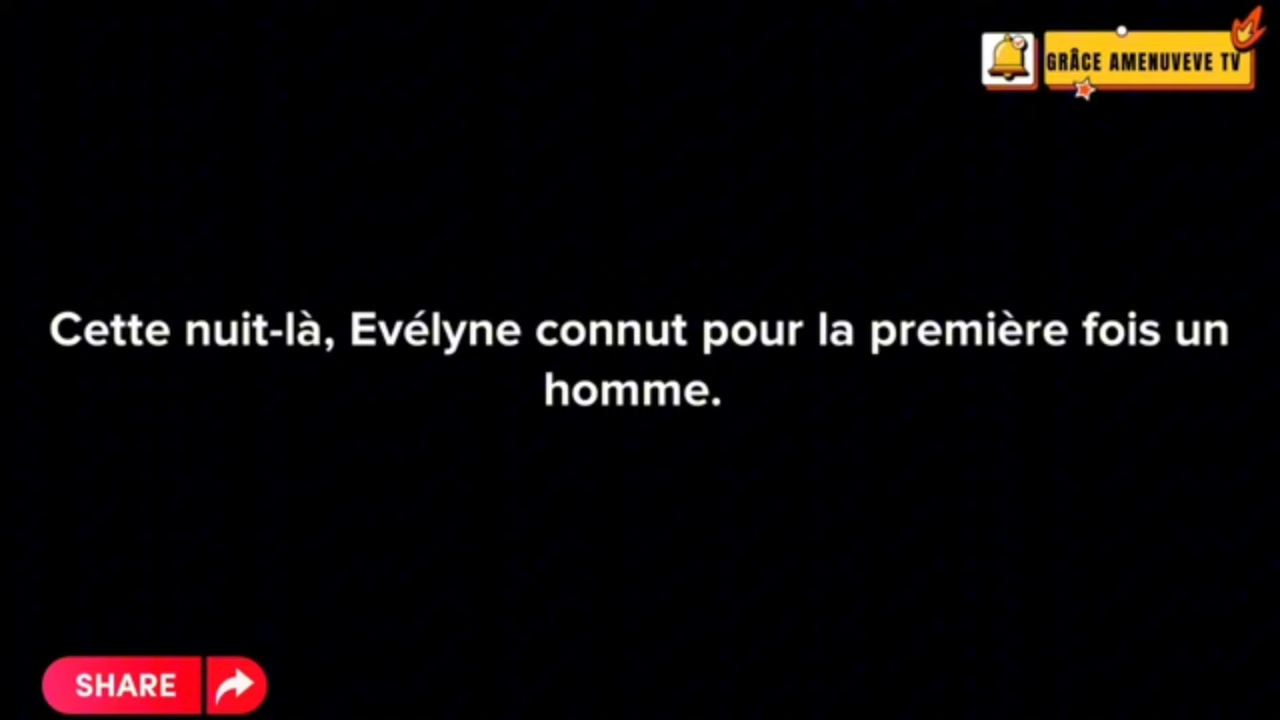 GRÂCE AMENUVEVE TV
Cette nuit-là, Evélyne connut pour la première fois un
homme.
SHARE